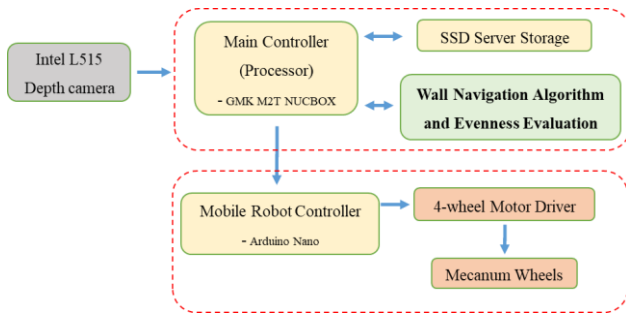 Intel L515
Depth camera
Main Controller
(Processor)
- GMK M2T NUCBOX
SSD Server Storage
Wall Navigation Algorithm
and Evenness Evaluation
Mobile Robot Controller
- Arduino Nano
4-wheel Motor Driver
Mecanum Wheels